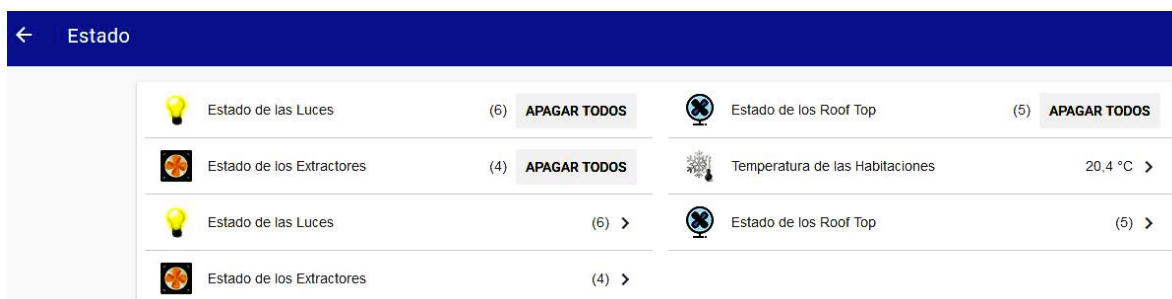 Estado
Estado de las Luces (6) APAGAR TODOS
Estado de los Extractores (4) APAGAR TODOS
Estado de las Luces (6)
Estado de los Extractores (4)
Estado de los Roof Top (5) APAGAR TODOS
Temperatura de las Habitaciones 20,4 °C
Estado de los Roof Top (5)